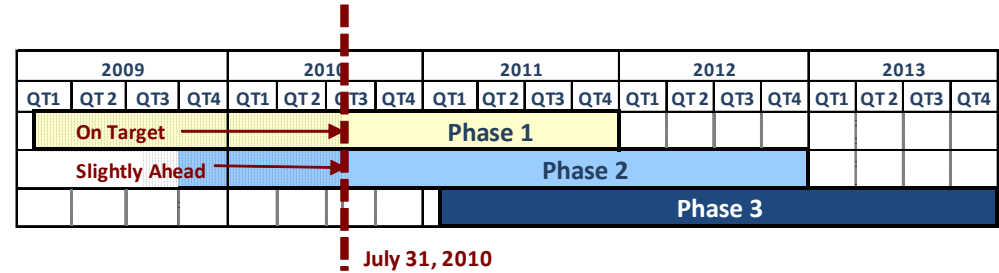 2009 2010 2011 2012 2013
QT1 QT 2 QT3 QT4 QT1 QT 2 QT3 QT4 QT1 QT 2 QT3 QT4 QT1 QT 2 QT3 QT4 QT1 QT 2 QT3 QT4
On Target Phase 1
Slightly Ahead Phase 2
Phase 3
July 31, 2010